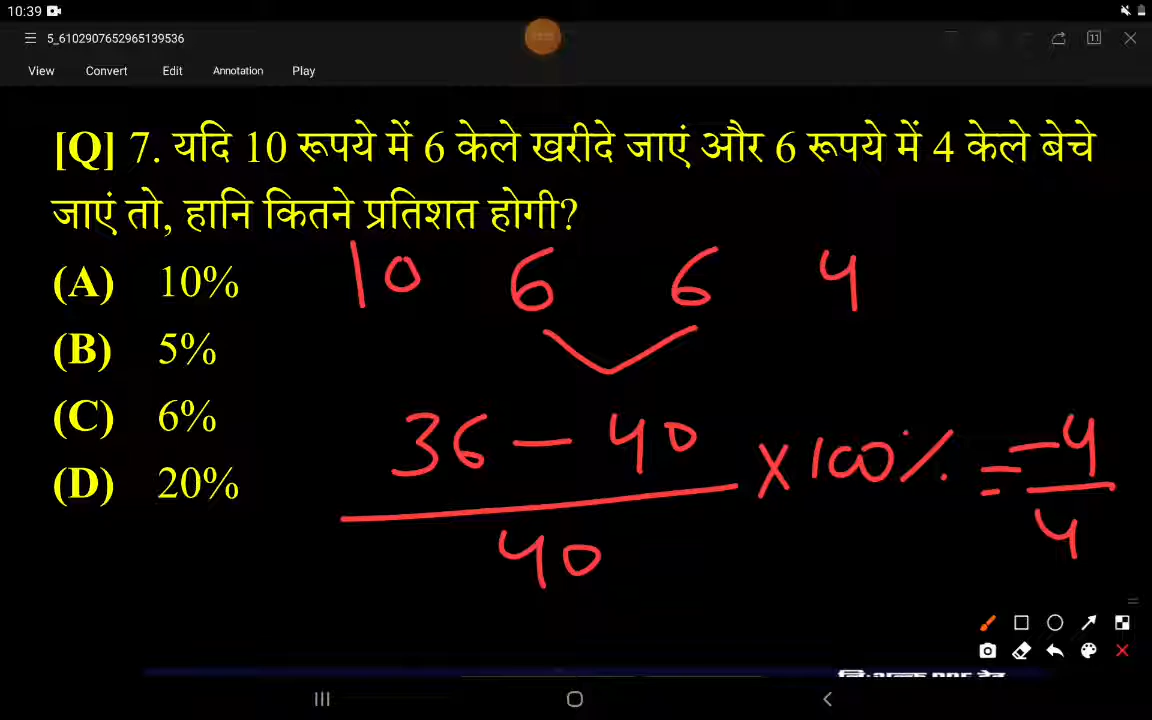 10:39
5_6102907652965139536
11
View Convert Edit Annotation Play
[Q] 7. यदि 10 रूपये में 6 केले खरीदे जाएं और 6 रूपये में 4 केले बेचे
जाएं तो, हानि कितने प्रतिशत होगी?
(A) 10%
(B) 5%
(C) 6%
(D) 20%
10 6 6 4
36 - 40
40
× 100% = -4
4